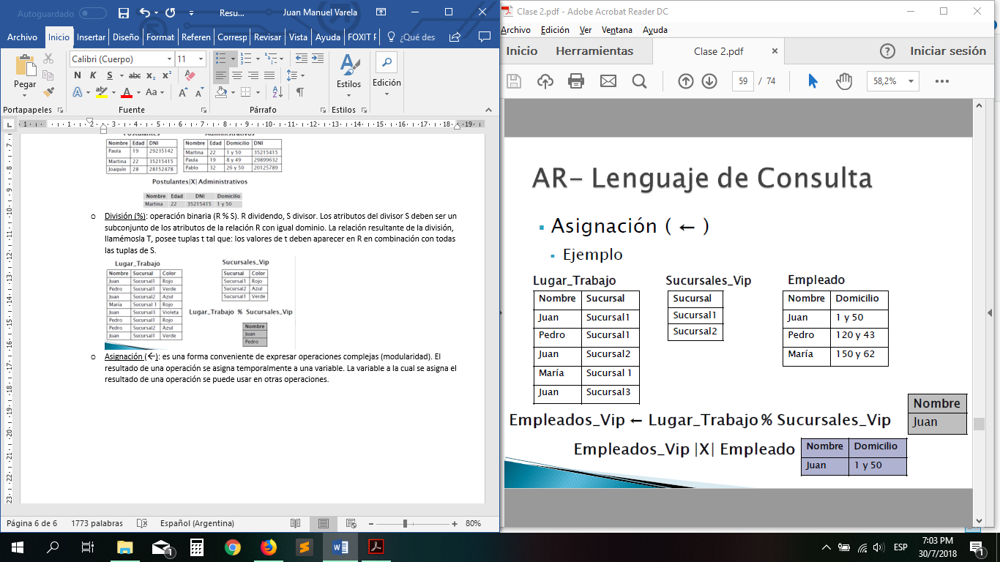 Autoguardado
Resu...
Juan Manuel Varela
Archivo Inicio Insertar Diseño Format Referen Corresp Revisar Vista Ayuda FOXIT F ¿Qué des
Pegar
Calibri (Cuerpo) 11
N K S abc x₂ x²
A ab A Aa A A
Estilos
Edición
Portapapeles Fuente Párrafo Estilos
Postulantes Administrativos
Nombre Edad DNI
Paula 19 29235142
Martina 22 35215415
Joaquín 28 28152478
Nombre Edad Domicilio DNI
Martina 22 1 y 50 35215415
Paula 19 8 y 49 29899632
Pablo 32 26 y 50 20125789
Postulantes|X| Administrativos
Nombre Edad DNI Domicilio
Martina 22 35215415 1 y 50
o División (%): operación binaria (R % S). R dividendo, S divisor. Los atributos del divisor S deben ser un
subconjunto de los atributos de la relación R con igual dominio. La relación resultante de la división,
llamémosla T, posee tuplas t tal que: los valores de t deben aparecer en R en combinación con todas
las tuplas de S.
Lugar_Trabajo
Nombre Sucursal Color
Juan Sucursal1 Rojo
Pedro Sucursal1 Verde
Juan Sucursal2 Azul
María Sucursal 1 Rojo
Juan Sucursal3 Violeta
Pedro Sucursal1 Rojo
Pedro Sucursal2 Azul
Juan Sucursal1 Verde
Sucursales_Vip
Sucursal Color
Sucursal1 Rojo
Sucursal2 Azul
Sucursal1 Verde
Lugar_Trabajo % Sucursales_Vip
Nombre
Juan
Pedro
o Asignación (←): es una forma conveniente de expresar operaciones complejas (modularidad). El
resultado de una operación se asigna temporalmente a una variable. La variable a la cual se asigna el
resultado de una operación se puede usar en otras operaciones.
Página 6 de 6 1773 palabras Español (Argentina) 80%
Clase 2.pdf - Adobe Acrobat Reader DC
Archivo Edición Ver Ventana Ayuda
Inicio Herramientas Clase 2.pdf × Iniciar sesión
59 / 74 58,2%
AR- Lenguaje de Consulta
Asignación ( ← )
Ejemplo
Lugar_Trabajo
Nombre Sucursal
Juan Sucursal1
Pedro Sucursal1
Juan Sucursal2
María Sucursal 1
Juan Sucursal3
Sucursales_Vip
Sucursal
Sucursal1
Sucursal2
Empleado
Nombre Domicilio
Juan 1 y 50
Pedro 120 y 43
María 150 y 62
Empleados_Vip ← Lugar_Trabajo % Sucursales_Vip
Nombre
Juan
Empleados_Vip |X| Empleado
Nombre Domicilio
Juan 1 y 50
ESP
7:03 PM
30/7/2018